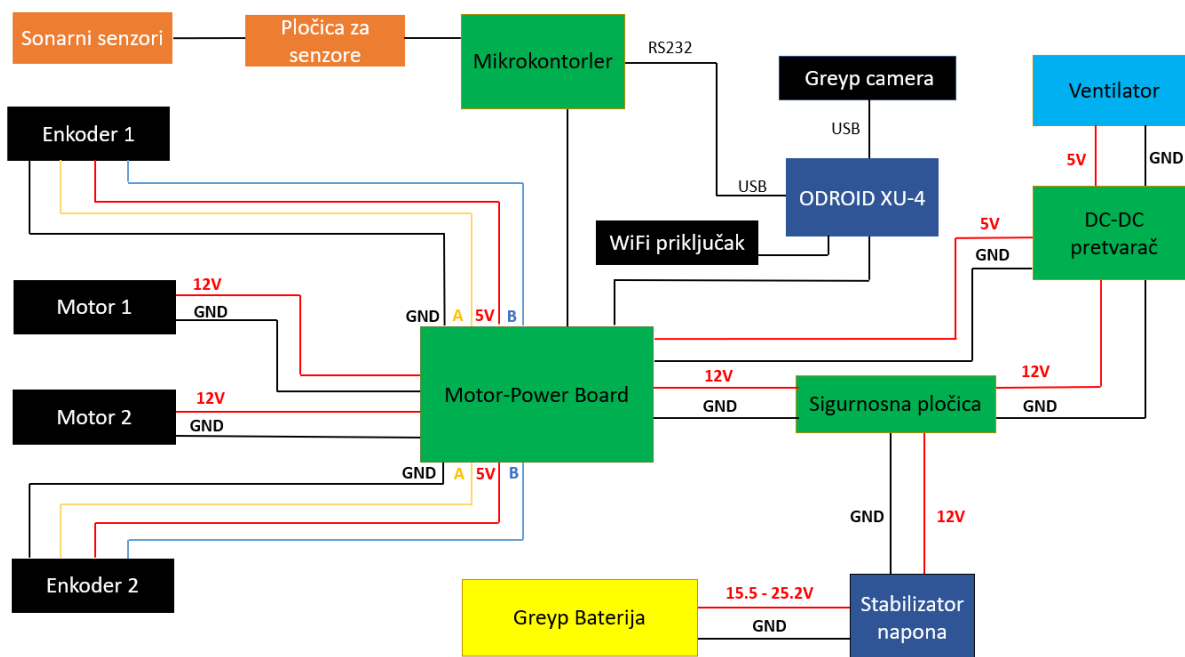 Sonarni senzori
Pločica za
senzore
Mikrokontorler
RS232
Greyp camera
Ventilator
USB
5V
GND
Enkoder 1
USB
ODROID XU-4
DC-DC
pretvarač
WiFi priključak
5V
GND
12V
Motor 1
GND
GND
A
5V
B
Motor-Power Board
12V
GND
Sigurnosna pločica
12V
GND
12V
Motor 2
GND
GND
A
5V
B
GND
12V
Enkoder 2
Greyp Baterija
15.5 - 25.2V
GND
Stabilizator
napona